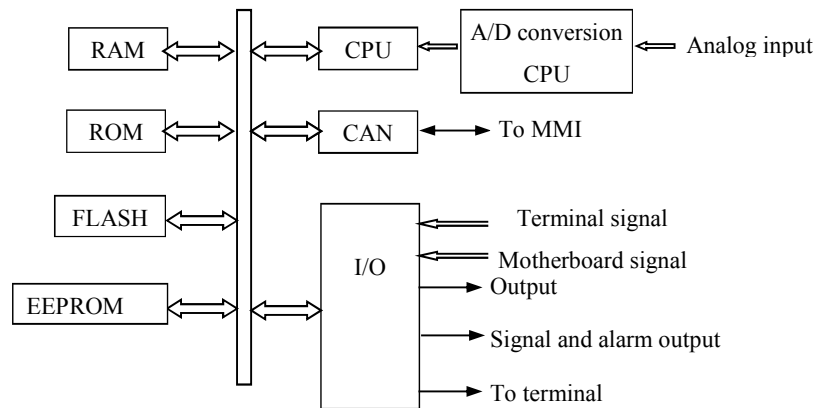 RAM
CPU
A/D conversion
CPU
Analog input
ROM
CAN
To MMI
FLASH
I/O
Terminal signal
Motherboard signal
Output
EEPROM
Signal and alarm output
To terminal